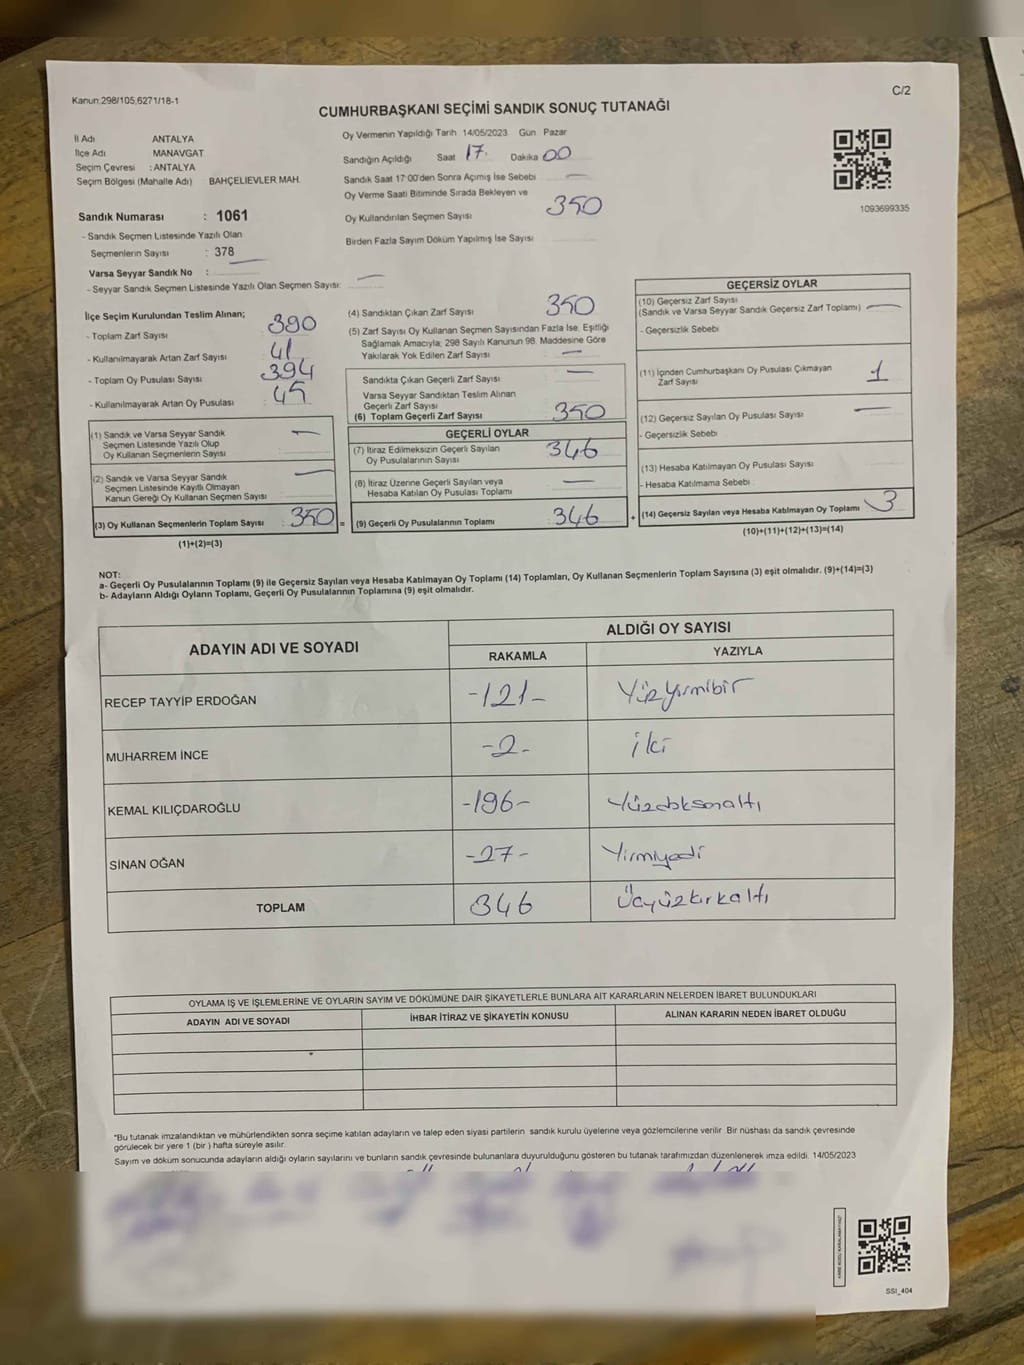 Kanun:298/105,6271/18-1
C/2
CUMHURBAŞKANI SEÇİMİ SANDIK SONUÇ TUTANAĞI
İl Adı ANTALYA
İlçe Adı MANAVGAT
Seçim Çevresi : ANTALYA
Seçim Bölgesi (Mahalle Adı) BAHÇELİEVLER MAH.
Sandık Numarası : 1061
- Sandık Seçmen Listesinde Yazılı Olan
Seçmenlerin Sayısı : 378
Varsa Seyyar Sandık No :
- Seyyar Sandık Seçmen Listesinde Yazılı Olan Seçmen Sayısı:
Oy Vermenin Yapıldığı Tarih 14/05/2023 Gün Pazar
Sandığın Açıldığı Saat 17. Dakika 00
Sandık Saat 17:00'den Sonra Açımış İse Sebebi
Oy Verme Saati Bitiminde Sırada Bekleyen ve
Oy Kullandırılan Seçmen Sayısı 350
Birden Fazla Sayım Döküm Yapılmış İse Sayısı
1093699335
İlçe Seçim Kurulundan Teslim Alınan;
- Toplam Zarf Sayısı 390
- Kullanılmayarak Artan Zarf Sayısı 41
- Toplam Oy Pusulası Sayısı 394
- Kullanılmayarak Artan Oy Pusulası 45
(1) Sandık ve Varsa Seyyar Sandık
Seçmen Listesinde Yazılı Olup
Oy Kullanan Seçmenlerin Sayısı
(2) Sandık ve Varsa Seyyar Sandık
Seçmen Listesinde Kayıtlı Olmayan
Kanun Gereği Oy Kullanan Seçmen Sayısı
(3) Oy Kullanan Seçmenlerin Toplam Sayısı 350 =
(1)+(2)=(3)
(4) Sandıktan Çıkan Zarf Sayısı 350
(5) Zarf Sayısı Oy Kullanan Seçmen Sayısından Fazla İse, Eşitliği
Sağlamak Amacıyla; 298 Sayılı Kanunun 98. Maddesine Göre
Yakılarak Yok Edilen Zarf Sayısı
Sandıkta Çıkan Geçerli Zarf Sayısı
Varsa Seyyar Sandıktan Teslim Alınan
Geçerli Zarf Sayısı
(6) Toplam Geçerli Zarf Sayısı 350
GEÇERLİ OYLAR
(7) İtiraz Edilmeksizin Geçerli Sayılan
Oy Pusulalarının Sayısı 346
(8) İtiraz Üzerine Geçerli Sayılan veya
Hesaba Katılan Oy Pusulası Toplamı
(9) Geçerli Oy Pusulalarının Toplamı 346 +
GEÇERSİZ OYLAR
(10) Geçersiz Zarf Sayısı
(Sandık ve Varsa Seyyar Sandık Geçersiz Zarf Toplamı)
- Geçersizlik Sebebi
(11) İçinden Cumhurbaşkanı Oy Pusulası Çıkmayan
Zarf Sayısı 1
(12) Geçersiz Sayılan Oy Pusulası Sayısı
- Geçersizlik Sebebi
(13) Hesaba Katılmayan Oy Pusulası Sayısı
- Hesaba Katılmama Sebebi
(14) Geçersiz Sayılan veya Hesaba Katılmayan Oy Toplamı 3
(10)+(11)+(12)+(13)=(14)
NOT:
a- Geçerli Oy Pusulalarının Toplamı (9) ile Geçersiz Sayılan veya Hesaba Katılmayan Oy Toplamı (14) Toplamları, Oy Kullanan Seçmenlerin Toplam Sayısına (3) eşit olmalıdır. (9)+(14)=(3)
b- Adayların Aldığı Oyların Toplamı, Geçerli Oy Pusulalarının Toplamına (9) eşit olmalıdır.
ADAYIN ADI VE SOYADI
ALDIĞI OY SAYISI
RAKAMLA YAZIYLA
RECEP TAYYİP ERDOĞAN -121- Yüzyirmibir
MUHARREM İNCE -2- iki
KEMAL KILIÇDAROĞLU -196- Yüzdoksanaltı
SİNAN OĞAN -27- Yirmiyedi
TOPLAM 346 Üçyüzkırkaltı
OYLAMA İŞ VE İŞLEMLERİNE VE OYLARIN SAYIM VE DÖKÜMÜNE DAİR ŞİKAYETLERLE BUNLARA AİT KARARLARIN NELERDEN İBARET BULUNDUKLARI
ADAYIN ADI VE SOYADI İHBAR İTİRAZ VE ŞİKAYETİN KONUSU ALINAN KARARIN NEDEN İBARET OLDUĞU
*Bu tutanak imzalandıktan ve mühürlendikten sonra seçime katılan adayların ve talep eden siyasi partilerin sandık kurulu üyelerine veya gözlemcilerine verilir. Bir nüshası da sandık çevresinde
görülecek bir yere 1 (bir ) hafta süreyle asılır.
Sayım ve döküm sonucunda adayların aldığı oyların sayılarını ve bunların sandık çevresinde bulunanlara duyurulduğunu gösteren bu tutanak tarafımızdan düzenlenerek imza edildi. 14/05/2023
SSI_404